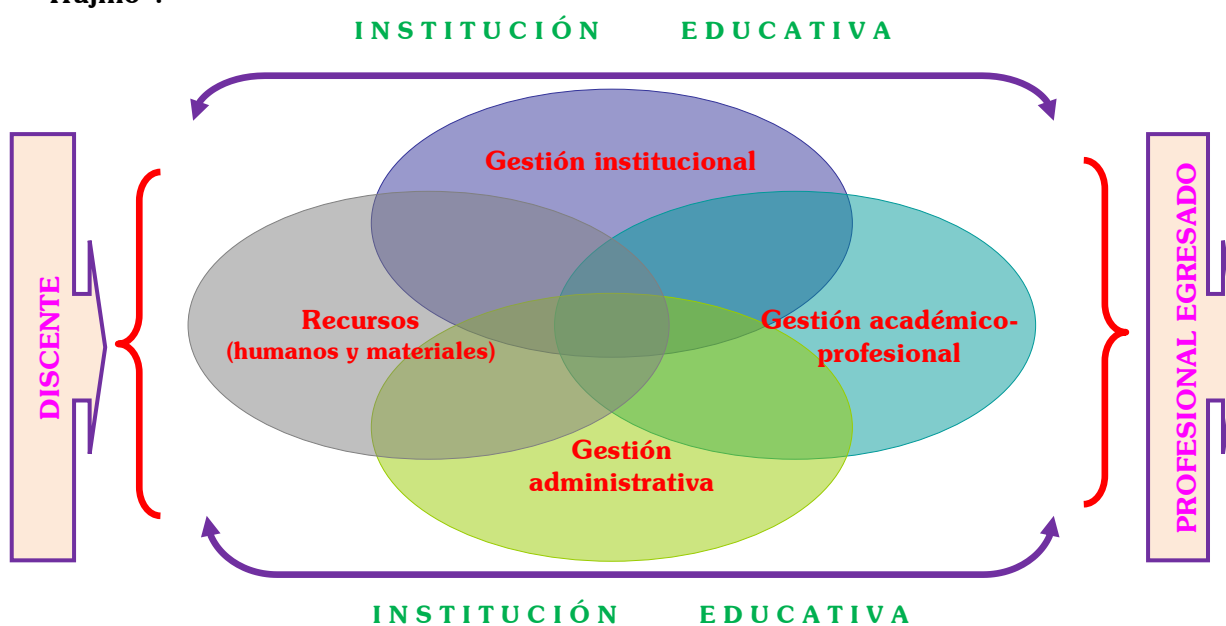 INSTITUCIÓN EDUCATIVA
Gestión institucional
DISCENTE
Recursos
(humanos y materiales)
Gestión académico-
profesional
PROFESIONAL EGRESADO
Gestión
administrativa
INSTITUCIÓN EDUCATIVA